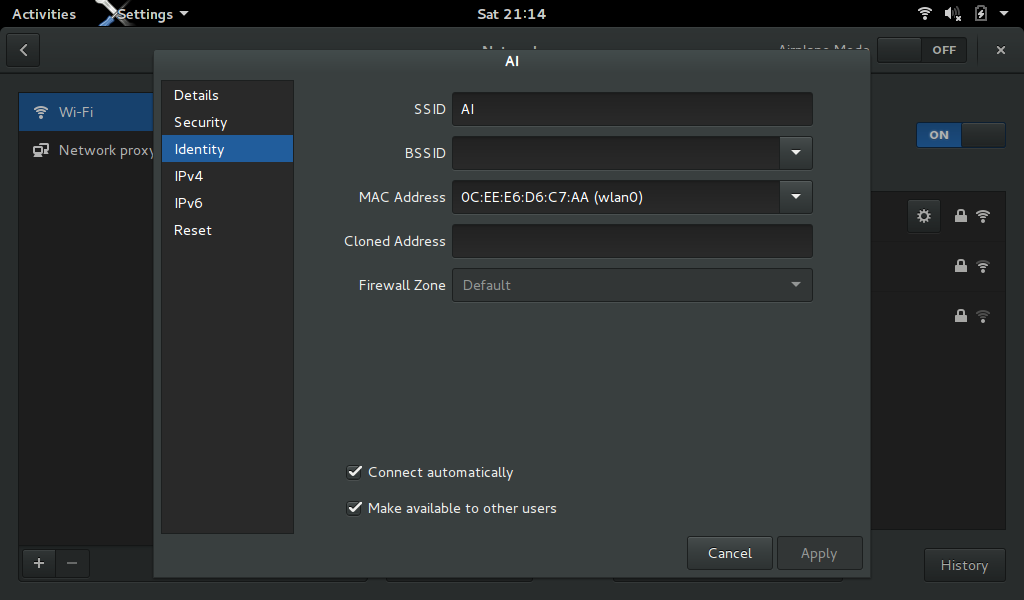 Activities Settings Sat 21:14
Airplane Mode OFF
AI
Wi-Fi
Network proxy
ON
Details
Security
Identity
IPv4
IPv6
Reset
SSID AI
BSSID
MAC Address 0C:EE:E6:D6:C7:AA (wlan0)
Cloned Address
Firewall Zone Default
Connect automatically
Make available to other users
Cancel Apply
History